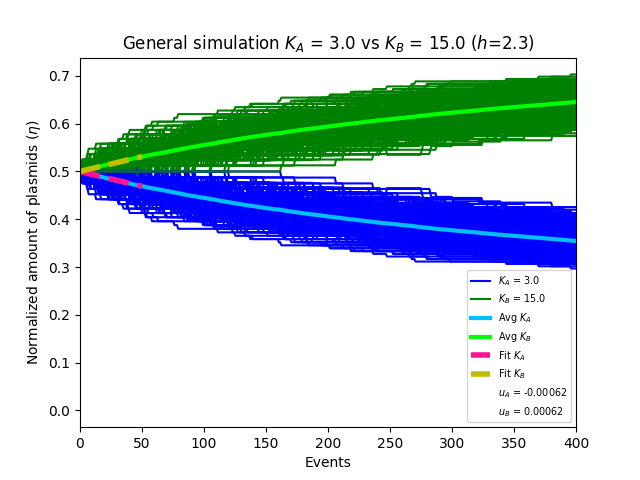 General simulation K_A = 3.0 vs K_B = 15.0 (h=2.3)
Normalized amount of plasmids (η)
0.7
0.6
0.5
0.4
0.3
0.2
0.1
0.0
K_A = 3.0
K_B = 15.0
Avg K_A
Avg K_B
Fit K_A
Fit K_B
u_A = -0.00062
u_B = 0.00062
0 50 100 150 200 250 300 350 400
Events